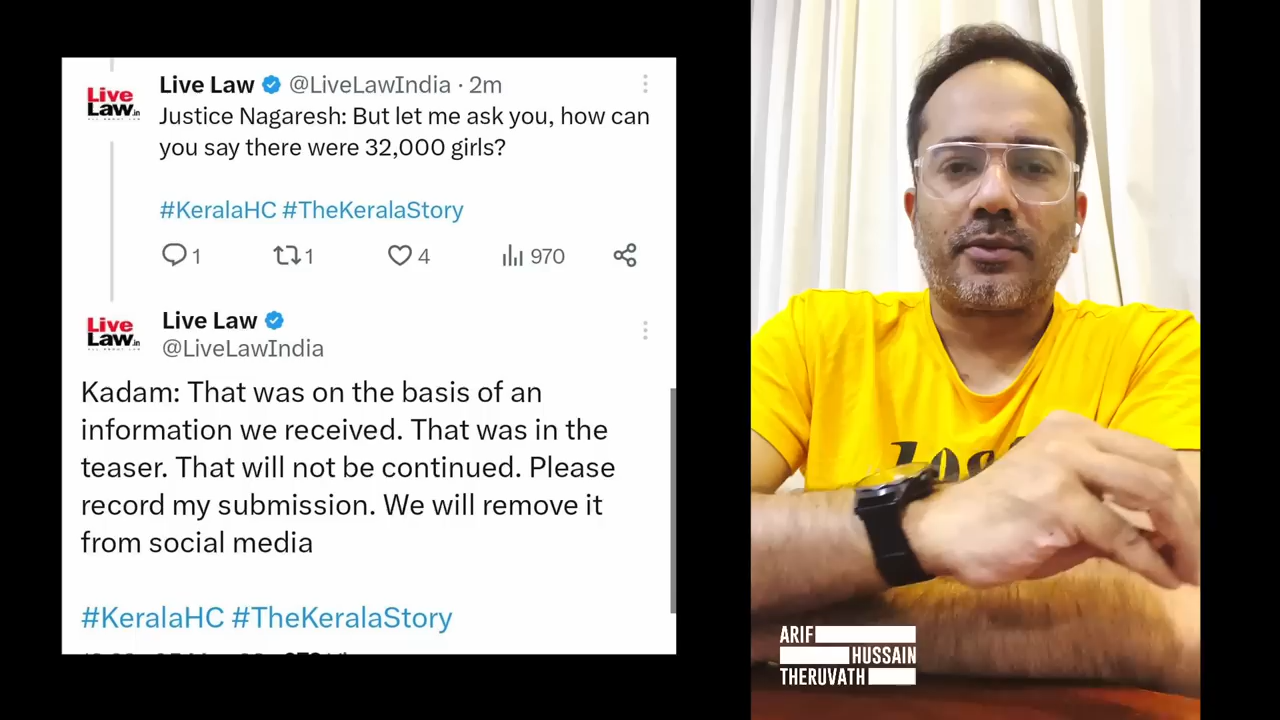 Live Law @LiveLawIndia · 2m
Live
Law.in
Justice Nagaresh: But let me ask you, how can
you say there were 32,000 girls?
#KeralaHC #TheKeralaStory
1 1 4 970
Live Law
Live
Law.in
@LiveLawIndia
Kadam: That was on the basis of an
information we received. That was in the
teaser. That will not be continued. Please
record my submission. We will remove it
from social media
#KeralaHC #TheKeralaStory
ARIF
HUSSAIN
THERUVATH